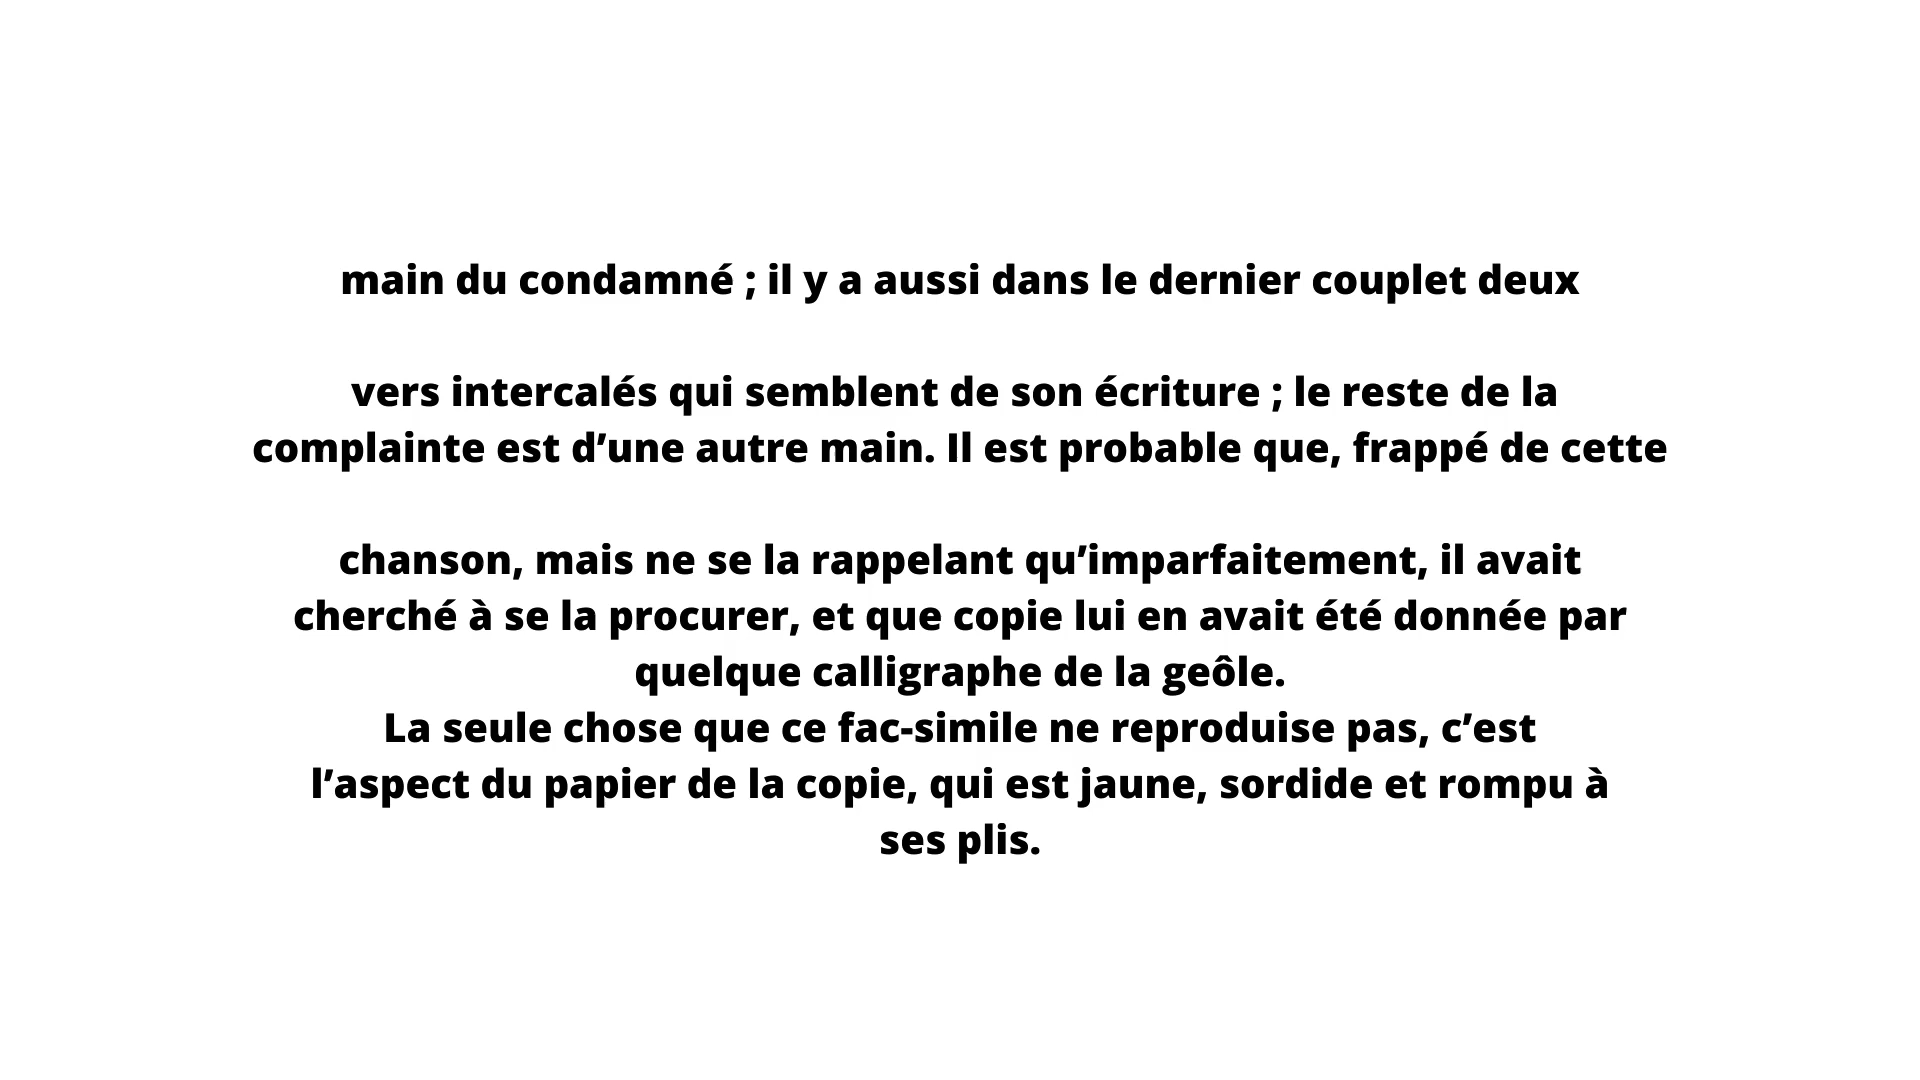 main du condamné ; il y a aussi dans le dernier couplet deux
vers intercalés qui semblent de son écriture ; le reste de la
complainte est d’une autre main. Il est probable que, frappé de cette
chanson, mais ne se la rappelant qu’imparfaitement, il avait
cherché à se la procurer, et que copie lui en avait été donnée par
quelque calligraphe de la geôle.
La seule chose que ce fac-simile ne reproduise pas, c’est
l’aspect du papier de la copie, qui est jaune, sordide et rompu à
ses plis.